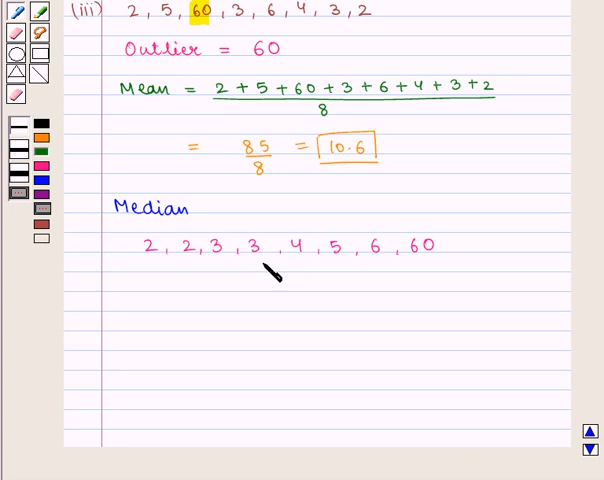 (iii) 2, 5, 60, 3, 6, 4, 3, 2
Outlier = 60
Mean = 2 + 5 + 60 + 3 + 6 + 4 + 3 + 2
8
= 85 = 10.6
8
Median
2, 2, 3, 3, 4, 5, 6, 60